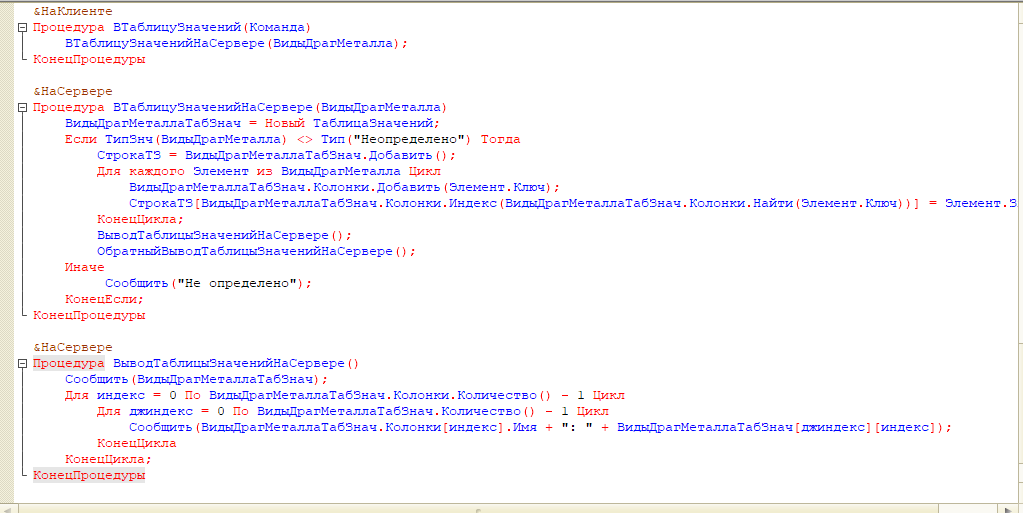 &НаКлиенте
Процедура ВТаблицуЗначений(Команда)
ВТаблицуЗначенийНаСервере(ВидыДрагМеталла);
КонецПроцедуры
&НаСервере
Процедура ВТаблицуЗначенийНаСервере(ВидыДрагМеталла)
ВидыДрагМеталлаТабЗнач = Новый ТаблицаЗначений;
Если ТипЗнч(ВидыДрагМеталла) <> Тип("Неопределено") Тогда
СтрокаТЗ = ВидыДрагМеталлаТабЗнач.Добавить();
Для каждого Элемент из ВидыДрагМеталла Цикл
ВидыДрагМеталлаТабЗнач.Колонки.Добавить(Элемент.Ключ);
СтрокаТЗ[ВидыДрагМеталлаТабЗнач.Колонки.Индекс(ВидыДрагМеталлаТабЗнач.Колонки.Найти(Элемент.Ключ))] = Элемент.З
КонецЦикла;
ВыводТаблицыЗначенийНаСервере();
ОбратныйВыводТаблицыЗначенийНаСервере();
Иначе
Сообщить("Не определено");
КонецЕсли;
КонецПроцедуры
&НаСервере
Процедура ВыводТаблицыЗначенийНаСервере()
Сообщить(ВидыДрагМеталлаТабЗнач);
Для индекс = 0 По ВидыДрагМеталлаТабЗнач.Колонки.Количество() - 1 Цикл
Для джиндекс = 0 По ВидыДрагМеталлаТабЗнач.Количество() - 1 Цикл
Сообщить(ВидыДрагМеталлаТабЗнач.Колонки[индекс].Имя + ": " + ВидыДрагМеталлаТабЗнач[джиндекс][индекс]);
КонецЦикла
КонецЦикла;
КонецПроцедуры